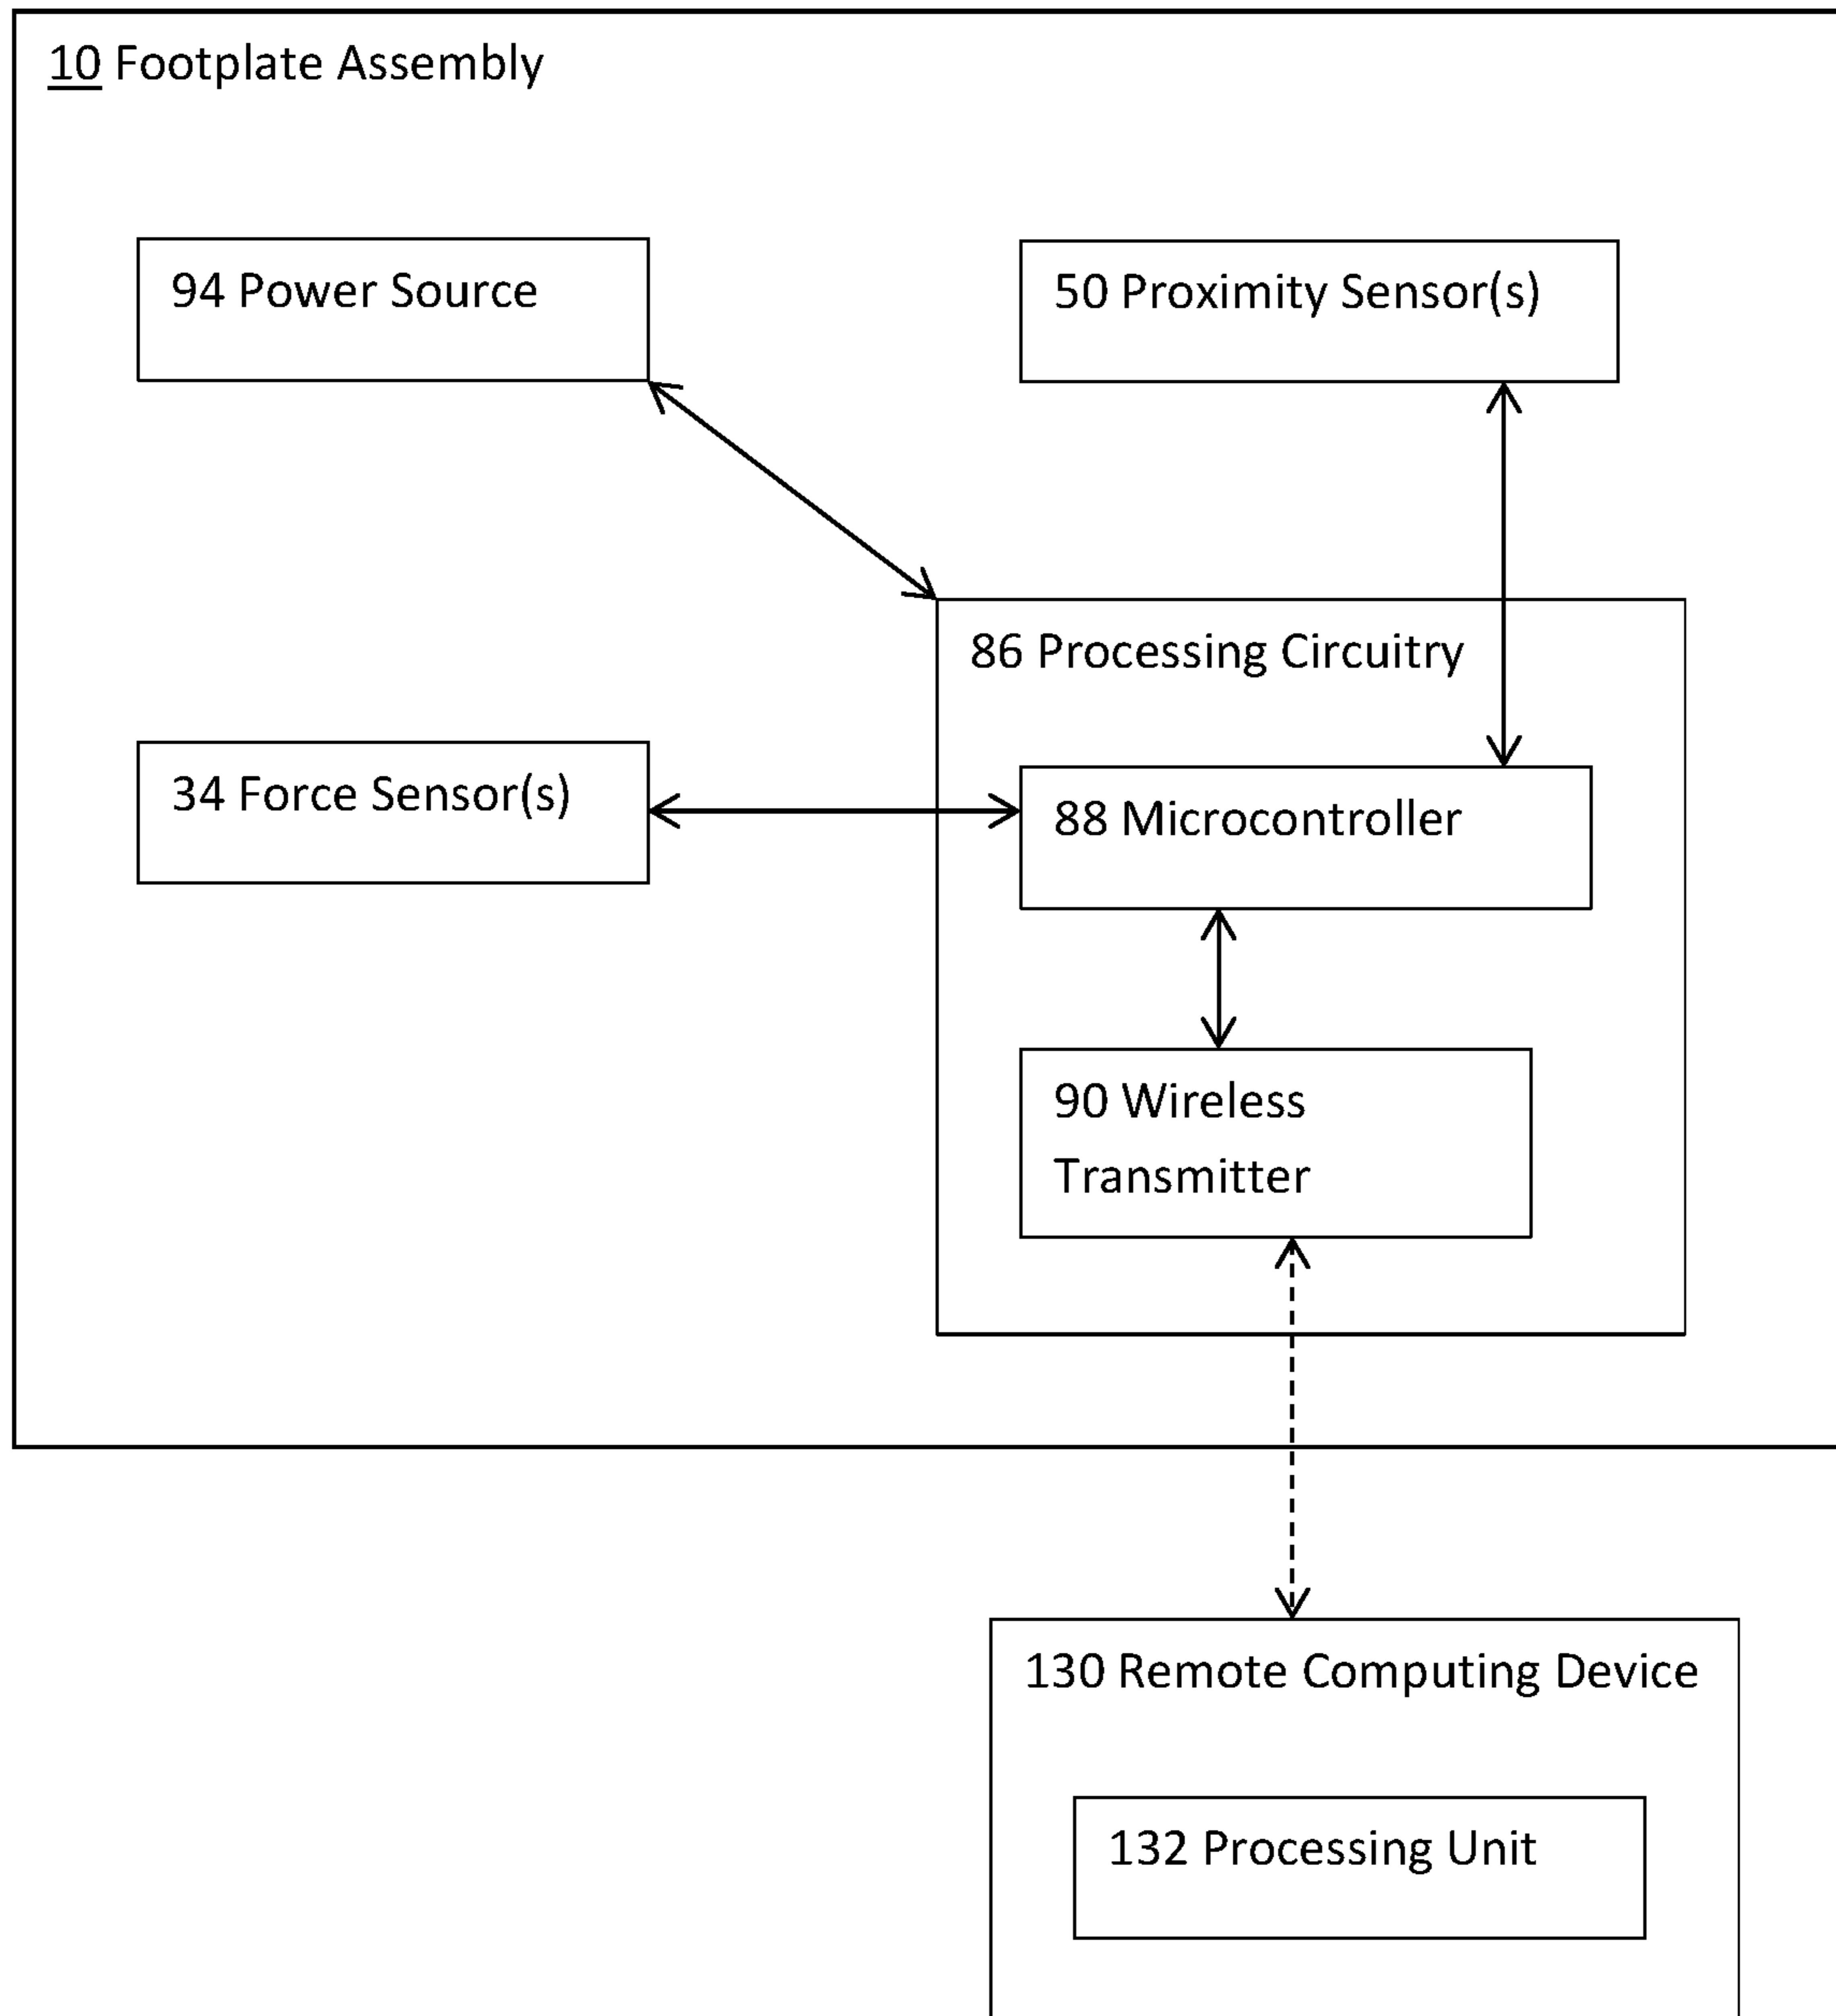 10 Footplate Assembly
94 Power Source
50 Proximity Sensor(s)
86 Processing Circuitry
34 Force Sensor(s)
88 Microcontroller
90 Wireless
Transmitter
130 Remote Computing Device
132 Processing Unit